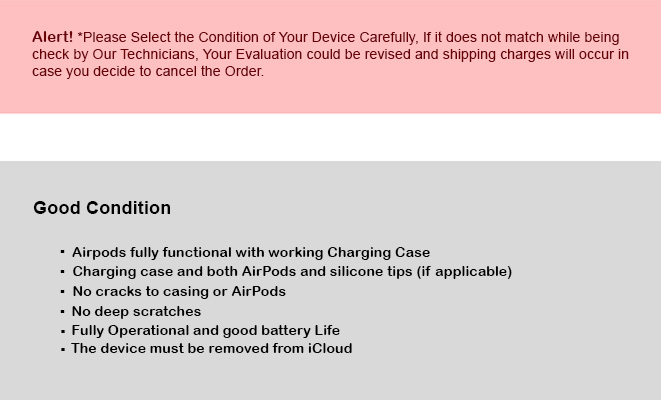 Alert! *Please Select the Condition of Your Device Carefully, If it does not match while being
check by Our Technicians, Your Evaluation could be revised and shipping charges will occur in
case you decide to cancel the Order.
Good Condition
▪ Airpods fully functional with working Charging Case
▪ Charging case and both AirPods and silicone tips (if applicable)
▪ No cracks to casing or AirPods
▪ No deep scratches
▪ Fully Operational and good battery Life
▪ The device must be removed from iCloud